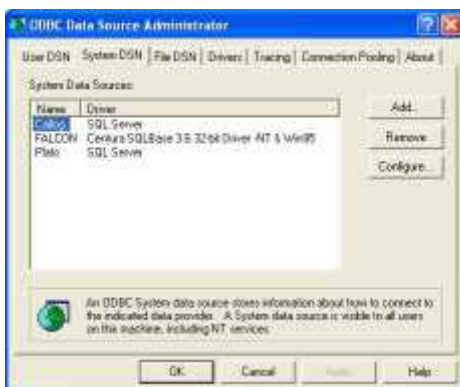 ODBC Data Source Administrator
User DSN System DSN File DSN Drivers Tracing Connection Pooling About
System Data Sources:
Name Driver
SQL Server
FALCON Centura SQLBase 3.5 32-bit Driver -NT & Win95
Plato SQL Server
Add...
Remove
Configure...
An ODBC System data source stores information about how to connect to
the indicated data provider. A System data source is visible to all users
on this machine, including NT services.
OK Cancel Apply Help